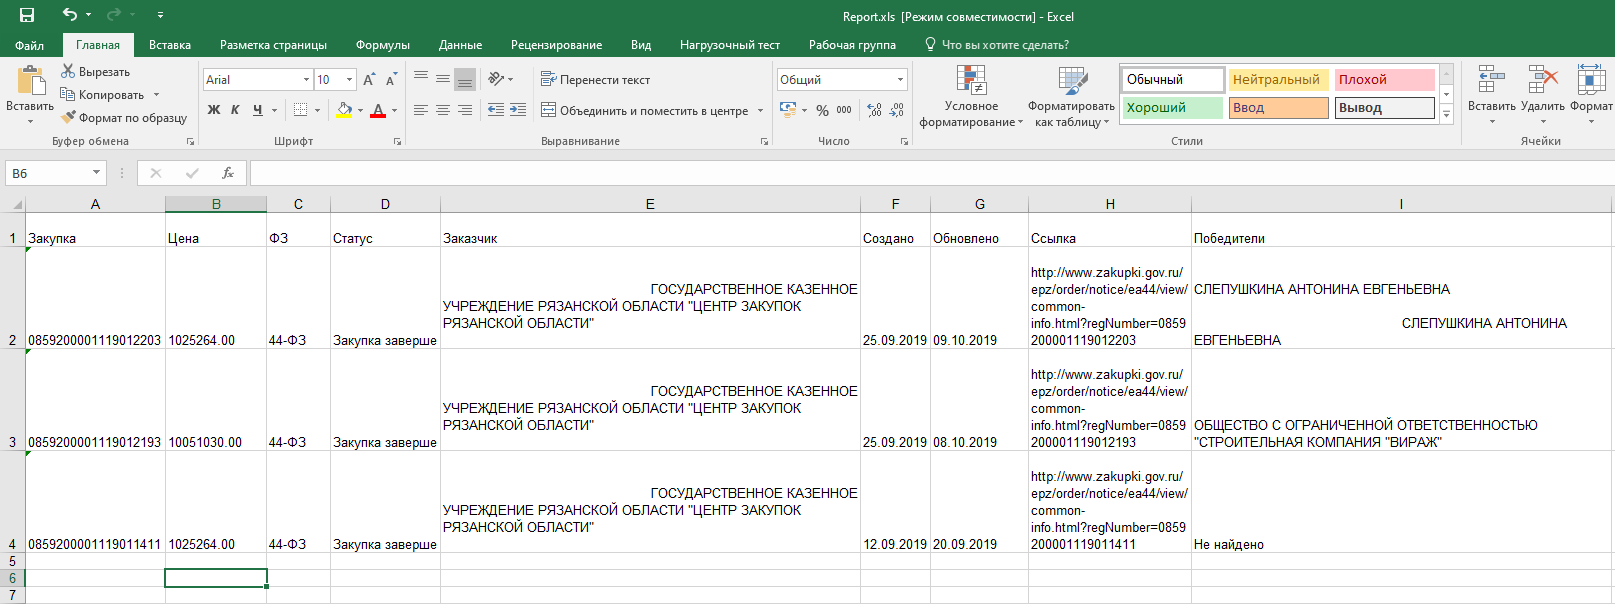 Report.xls [Режим совместимости] - Excel
Файл Главная Вставка Разметка страницы Формулы Данные Рецензирование Вид Нагрузочный тест Рабочая группа Что вы хотите сделать?
Вставить
Вырезать
Копировать
Формат по образцу
Буфер обмена
Arial 10
Ж К Ч
Шрифт
Перенести текст
Объединить и поместить в центре
Выравнивание
Общий
% 000
Число
Условное форматирование
Форматировать как таблицу
Обычный Нейтральный Плохой
Хороший Ввод Вывод
Стили
Вставить Удалить Формат
Ячейки
B6 fx
A B C D E F G H I
1 Закупка Цена ФЗ Статус Заказчик Создано Обновлено Ссылка Победители
2 0859200001119012203 1025264.00 44-ФЗ Закупка заверше
ГОСУДАРСТВЕННОЕ КАЗЕННОЕ
УЧРЕЖДЕНИЕ РЯЗАНСКОЙ ОБЛАСТИ "ЦЕНТР ЗАКУПОК
РЯЗАНСКОЙ ОБЛАСТИ"
25.09.2019 09.10.2019
http://www.zakupki.gov.ru/
epz/order/notice/ea44/view/
common-
info.html?regNumber=0859
200001119012203
СЛЕПУШКИНА АНТОНИНА ЕВГЕНЬЕВНА
СЛЕПУШКИНА АНТОНИНА
ЕВГЕНЬЕВНА
3 0859200001119012193 10051030.00 44-ФЗ Закупка заверше
ГОСУДАРСТВЕННОЕ КАЗЕННОЕ
УЧРЕЖДЕНИЕ РЯЗАНСКОЙ ОБЛАСТИ "ЦЕНТР ЗАКУПОК
РЯЗАНСКОЙ ОБЛАСТИ"
25.09.2019 08.10.2019
http://www.zakupki.gov.ru/
epz/order/notice/ea44/view/
common-
info.html?regNumber=0859
200001119012193
ОБЩЕСТВО С ОГРАНИЧЕННОЙ ОТВЕТСТВЕННОСТЬЮ
"СТРОИТЕЛЬНАЯ КОМПАНИЯ "ВИРАЖ"
4 0859200001119011411 1025264.00 44-ФЗ Закупка заверше
ГОСУДАРСТВЕННОЕ КАЗЕННОЕ
УЧРЕЖДЕНИЕ РЯЗАНСКОЙ ОБЛАСТИ "ЦЕНТР ЗАКУПОК
РЯЗАНСКОЙ ОБЛАСТИ"
12.09.2019 20.09.2019
http://www.zakupki.gov.ru/
epz/order/notice/ea44/view/
common-
info.html?regNumber=0859
200001119011411
Не найдено
5
6
7